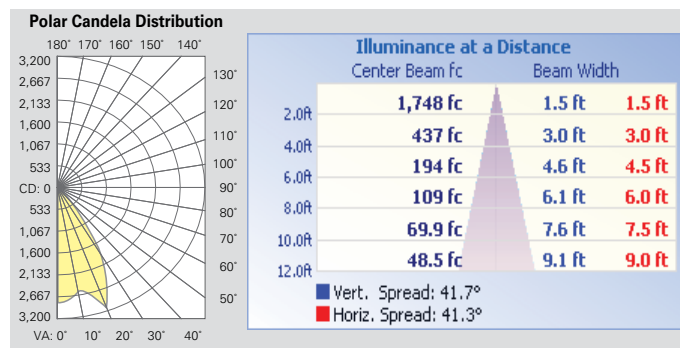 Polar Candela Distribution
180° 170° 160° 150° 140°
3,200
2,667
2,133
1,600
1,067
533
CD: 0
533
1,067
1,600
2,133
2,667
3,200
130°
120°
110°
100°
90°
80°
70°
60°
50°
VA: 0° 10° 20° 30° 40°
Illuminance at a Distance
Center Beam fc Beam Width
2.0ft 1,748 fc 1.5 ft 1.5 ft
4.0ft 437 fc 3.0 ft 3.0 ft
6.0ft 194 fc 4.6 ft 4.5 ft
8.0ft 109 fc 6.1 ft 6.0 ft
10.0ft 69.9 fc 7.6 ft 7.5 ft
12.0ft 48.5 fc 9.1 ft 9.0 ft
Vert. Spread: 41.7°
Horiz. Spread: 41.3°